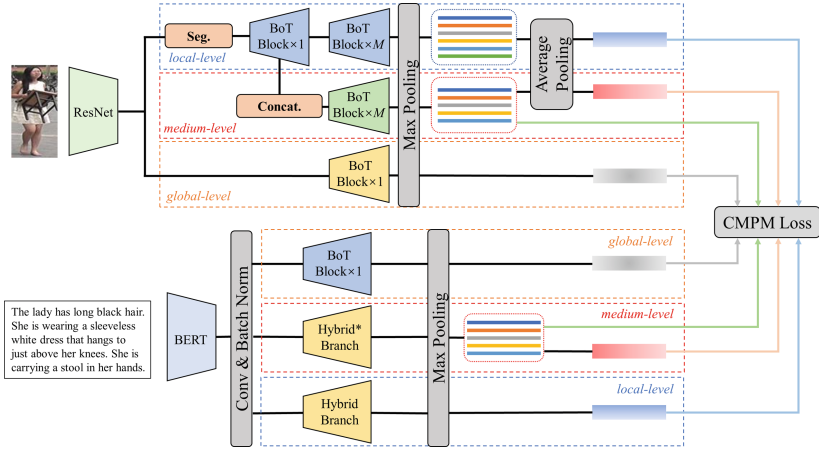 Seg.
BoT
Block×1
BoT
Block×M
local-level
ResNet
Concat.
BoT
Block×M
medium-level
BoT
Block×1
global-level
Max Pooling
Average
Pooling
CMPM Loss
The lady has long black hair.
She is wearing a sleeveless
white dress that hangs to
just above her knees. She is
carrying a stool in her hands.
BERT
Conv & Batch Norm
BoT
Block×1
global-level
Hybrid*
Branch
medium-level
Hybrid
Branch
local-level
Max Pooling